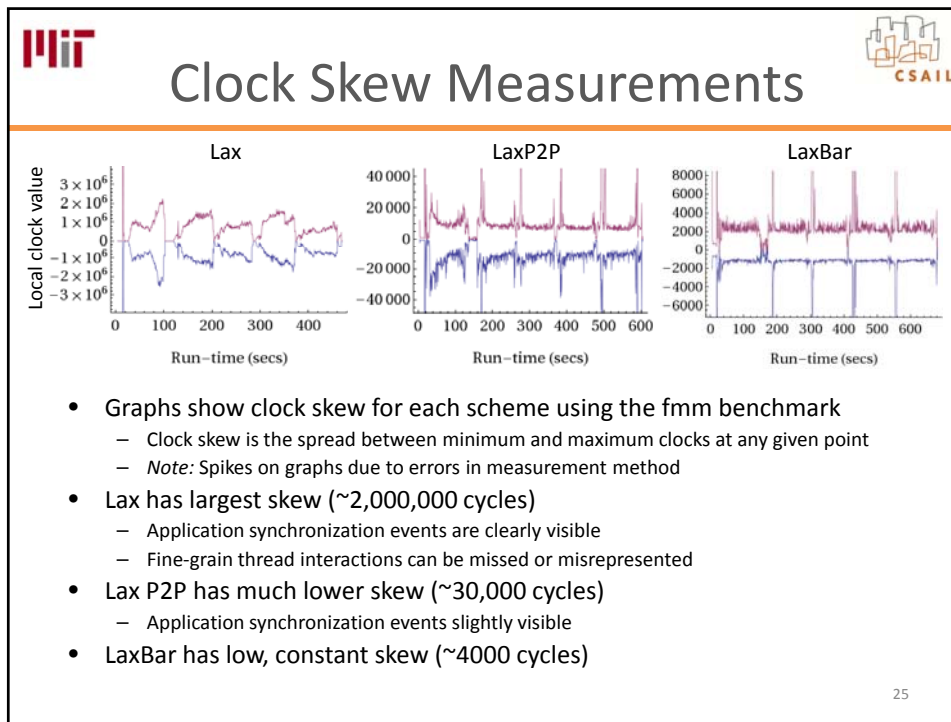 MIT
CSAIL
Clock Skew Measurements
Lax
LaxP2P
LaxBar
Local clock value
3 × 10⁶
2 × 10⁶
1 × 10⁶
0
−1 × 10⁶
−2 × 10⁶
−3 × 10⁶
0 100 200 300 400
Run−time (secs)
40 000
20 000
0
−20 000
−40 000
0 100 200 300 400 500 600
Run−time (secs)
8000
6000
4000
2000
0
−2000
−4000
−6000
0 100 200 300 400 500 600
Run−time (secs)
• Graphs show clock skew for each scheme using the fmm benchmark
– Clock skew is the spread between minimum and maximum clocks at any given point
– Note: Spikes on graphs due to errors in measurement method
• Lax has largest skew (~2,000,000 cycles)
– Application synchronization events are clearly visible
– Fine-grain thread interactions can be missed or misrepresented
• Lax P2P has much lower skew (~30,000 cycles)
– Application synchronization events slightly visible
• LaxBar has low, constant skew (~4000 cycles)
25